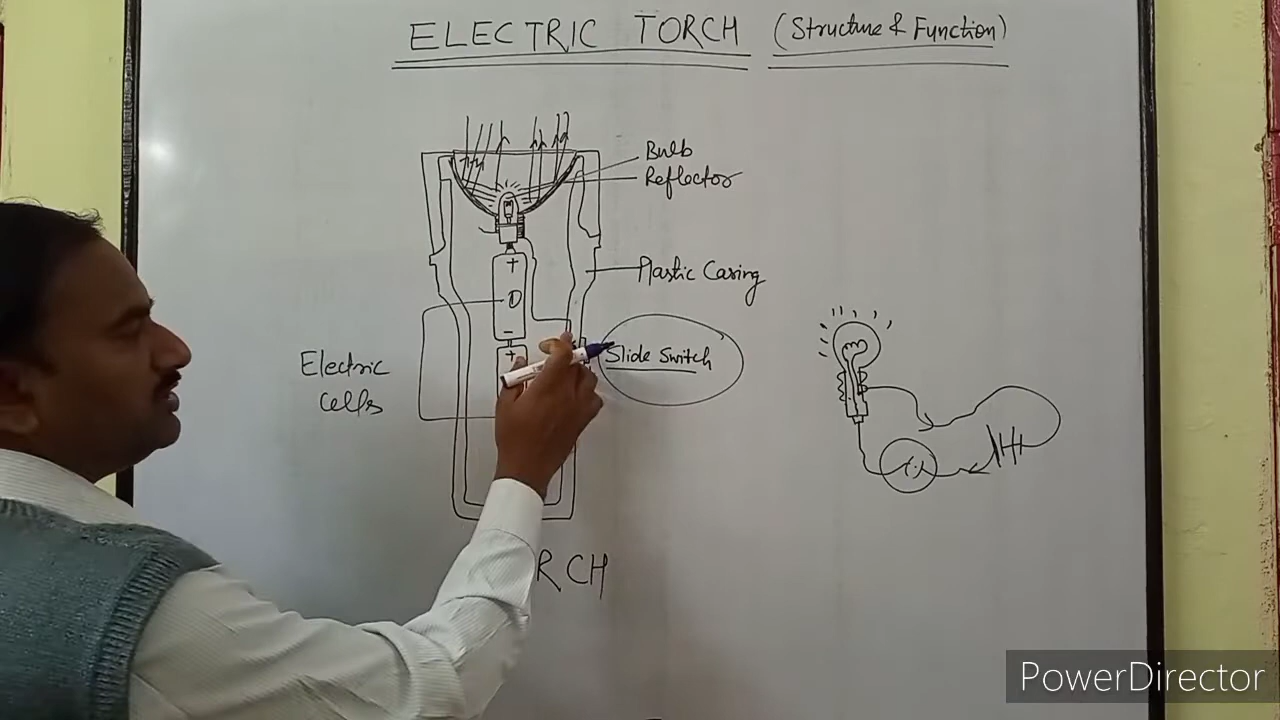 ELECTRIC TORCH (Structure & Function)
Bulb
Reflector
+
Plastic Casing
-
+
Slide Switch
Electric
Cells
RCH
PowerDirector